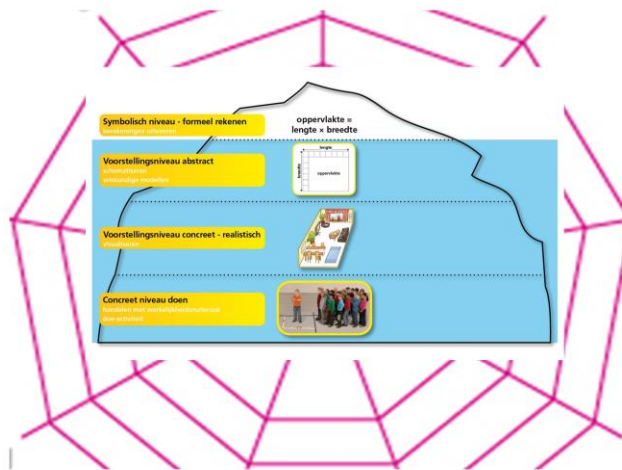 Symbolisch niveau - formeel rekenen
berekeningen uitvoeren
oppervlakte =
lengte × breedte
Voorstellingsniveau abstract
schematiseren
wiskundige modellen
lengte
breedte
oppervlakte
Voorstellingsniveau concreet - realistisch
visualiseren
Concreet niveau doen
handelen met werkelijkheidsmateriaal
doe-activiteit